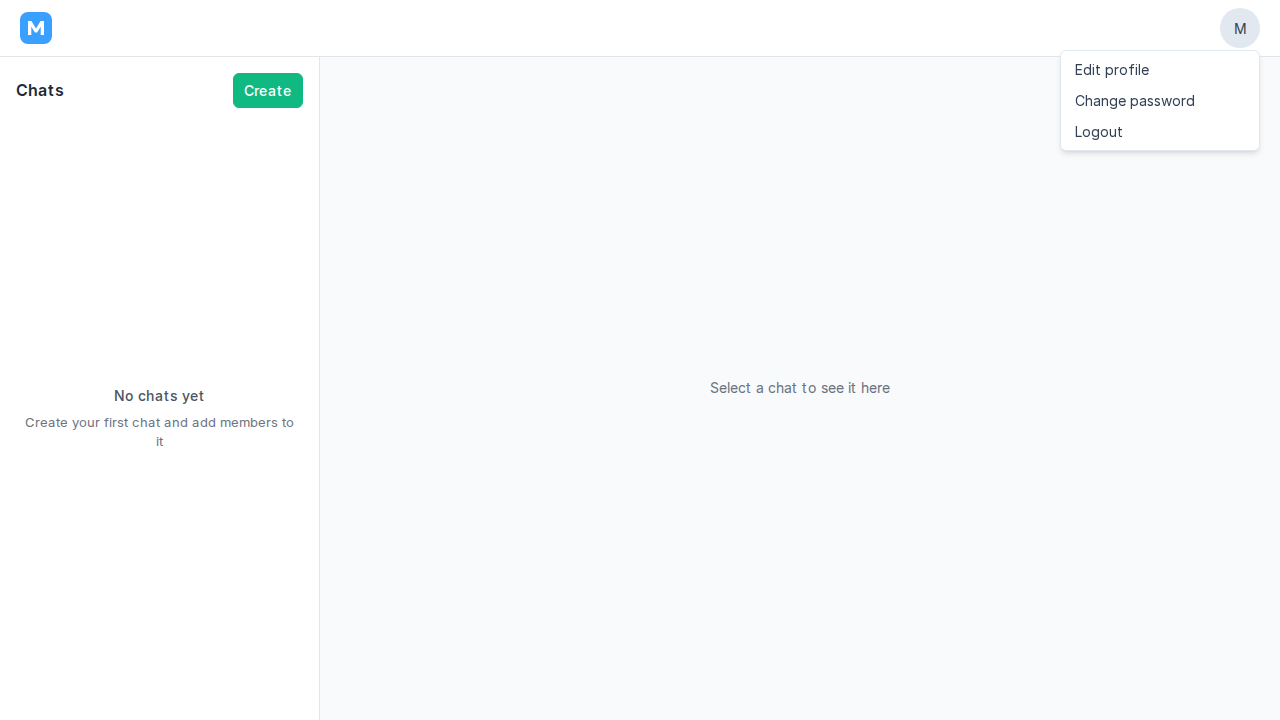 M
M
Edit profile
Change password
Logout
Chats
Create
No chats yet
Create your first chat and add members to
it
Select a chat to see it here